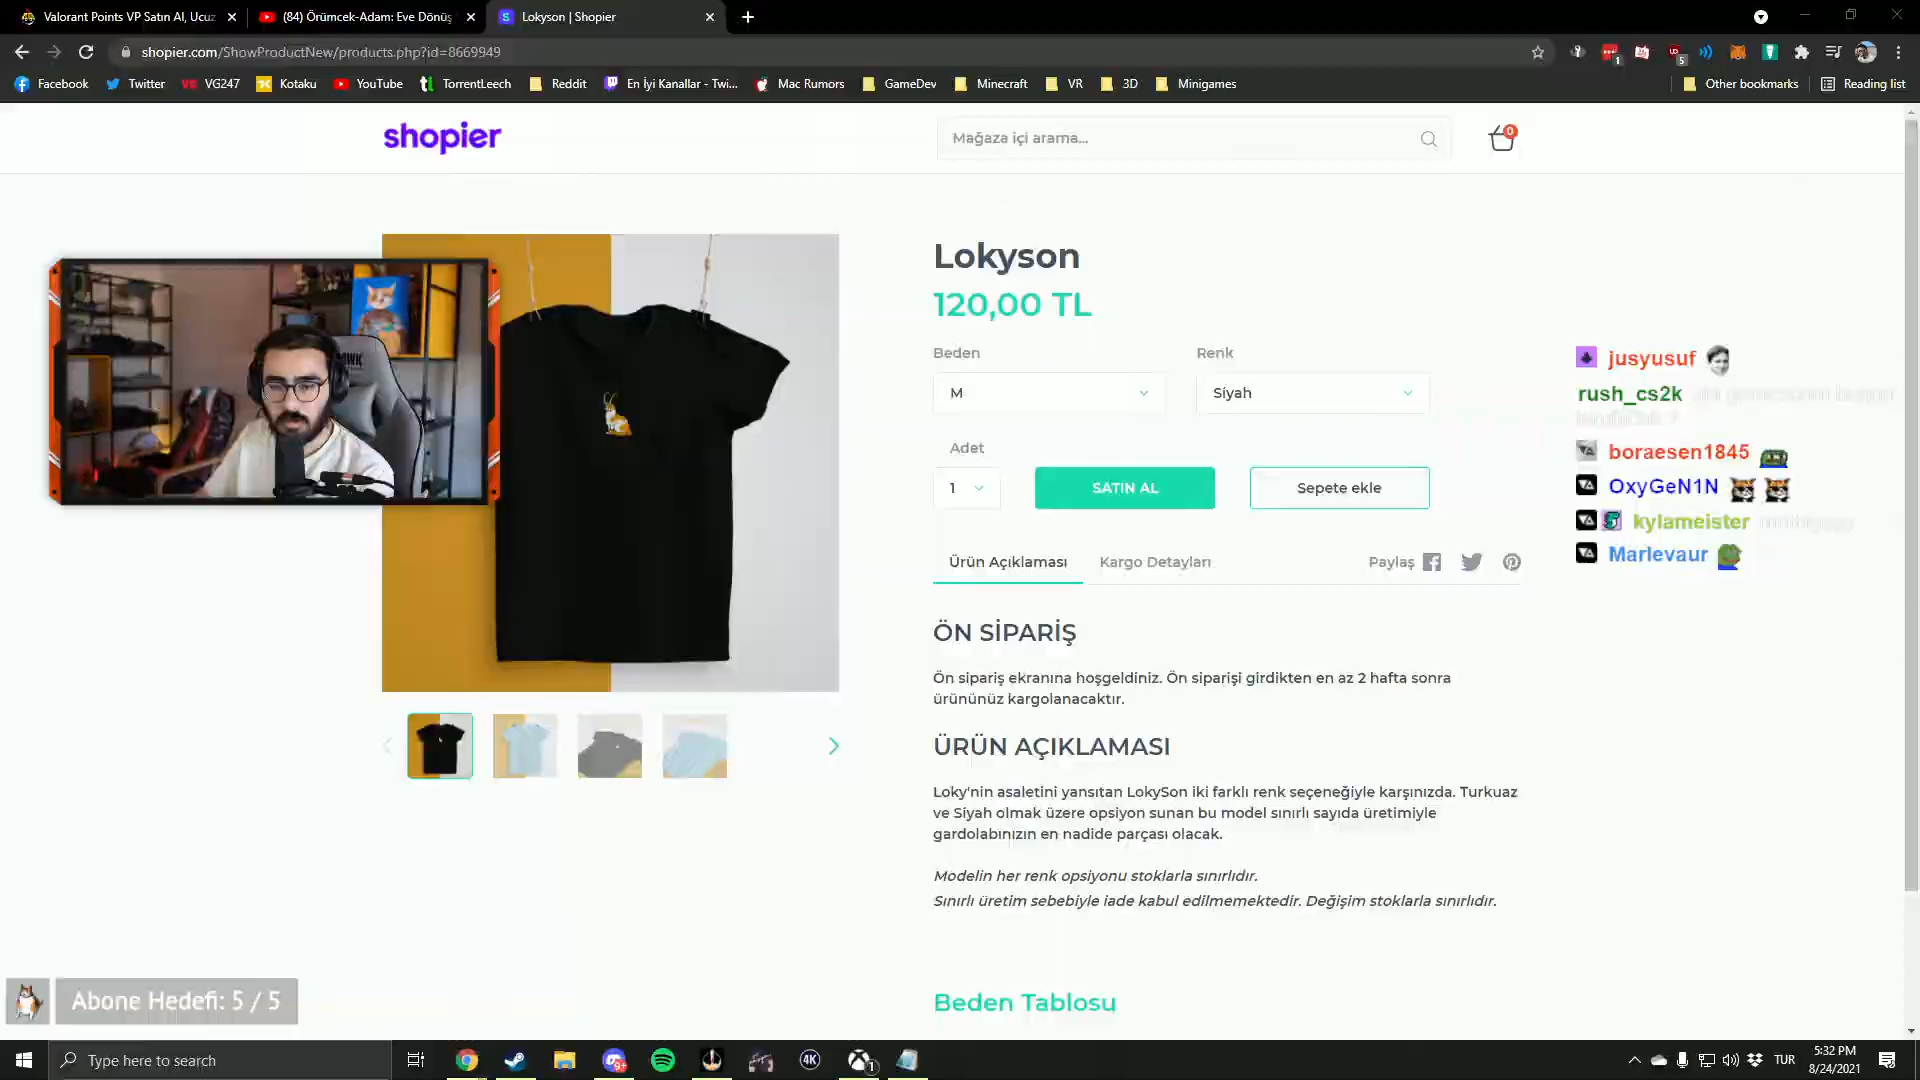 Valorant Points VP Satın Al, Ucuz
(84) Örümcek-Adam: Eve Dönüş
Lokyson | Shopier
shopier.com/ShowProductNew/products.php?id=8669949
1
5
Facebook
Twitter
VG247
Kotaku
YouTube
TorrentLeech
Reddit
En İyi Kanallar - Twi...
Mac Rumors
GameDev
Minecraft
VR
3D
Minigames
Other bookmarks
Reading list
shopier
Mağaza içi arama...
0
Lokyson
120,00 TL
Beden
Renk
M
Siyah
Adet
1
SATIN AL
Sepete ekle
Ürün Açıklaması
Kargo Detayları
Paylaş
ÖN SİPARİŞ
Ön sipariş ekranına hoşgeldiniz. Ön siparişi girdikten en az 2 hafta sonra
ürününüz kargolanacaktır.
ÜRÜN AÇIKLAMASI
Loky'nin asaletini yansıtan LokySon iki farklı renk seçeneğiyle karşınızda. Turkuaz
ve Siyah olmak üzere opsiyon sunan bu model sınırlı sayıda üretimiyle
gardolabınızın en nadide parçası olacak.
Modelin her renk opsiyonu stoklarla sınırlıdır.
Sınırlı üretim sebebiyle iade kabul edilmemektedir. Değişim stoklarla sınırlıdır.
Beden Tablosu
jusyusuf
rush_cs2k
boraesen1845
OxyGeN1N
kylameister
Marlevaur
Abone Hedefi: 5 / 5
Type here to search
9+
4K
1
TUR
5:32 PM
8/24/2021